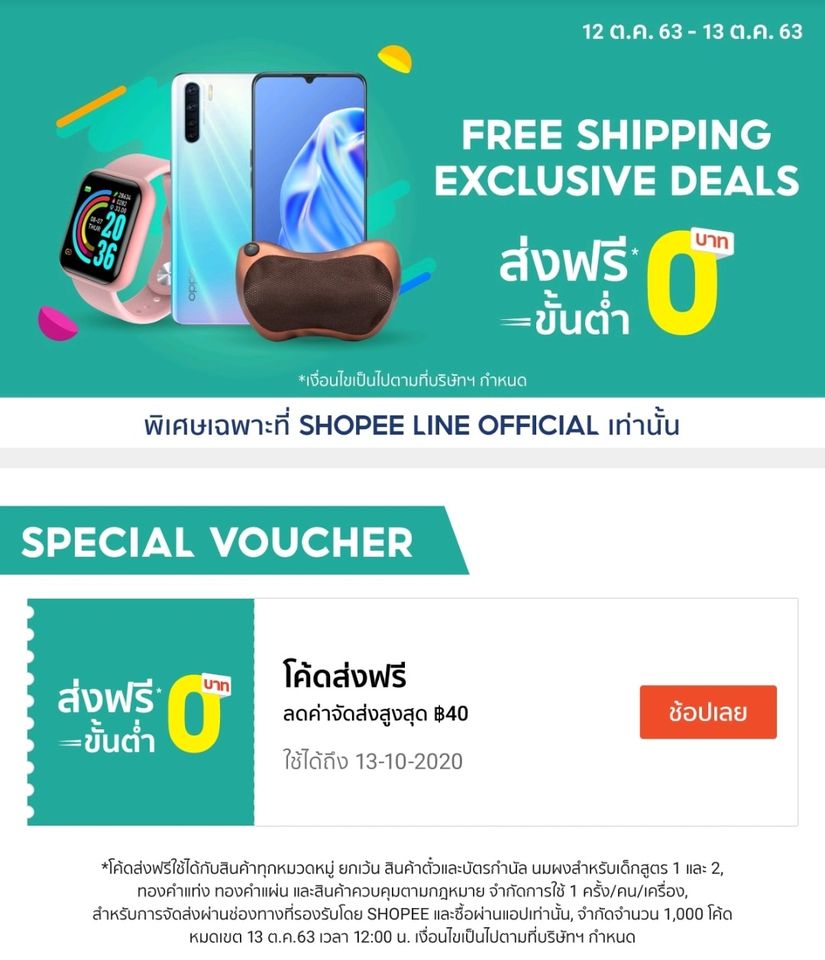 12 ต.ค. 63 - 13 ต.ค. 63
FREE SHIPPING
EXCLUSIVE DEALS
ส่งฟรี*
ขั้นต่ำ
0 บาท
oppo
20
36
*เงื่อนไขเป็นไปตามที่บริษัทฯ กำหนด
พิเศษเฉพาะที่ SHOPEE LINE OFFICIAL เท่านั้น
SPECIAL VOUCHER
ส่งฟรี*
ขั้นต่ำ
0 บาท
โค้ดส่งฟรี
ลดค่าจัดส่งสูงสุด ฿40
ใช้ได้ถึง 13-10-2020
ช้อปเลย
*โค้ดส่งฟรีใช้ได้กับสินค้าทุกหมวดหมู่ ยกเว้น สินค้าตั๋วและบัตรกำนัล นมผงสำหรับเด็กสูตร 1 และ 2,
ทองคำแท่ง ทองคำแผ่น และสินค้าควบคุมตามกฎหมาย จำกัดการใช้ 1 ครั้ง/คน/เครื่อง,
สำหรับการจัดส่งผ่านช่องทางที่รองรับโดย SHOPEE และซื้อผ่านแอปเท่านั้น, จำกัดจำนวน 1,000 โค้ด
หมดเขต 13 ต.ค.63 เวลา 12:00 น. เงื่อนไขเป็นไปตามที่บริษัทฯ กำหนด